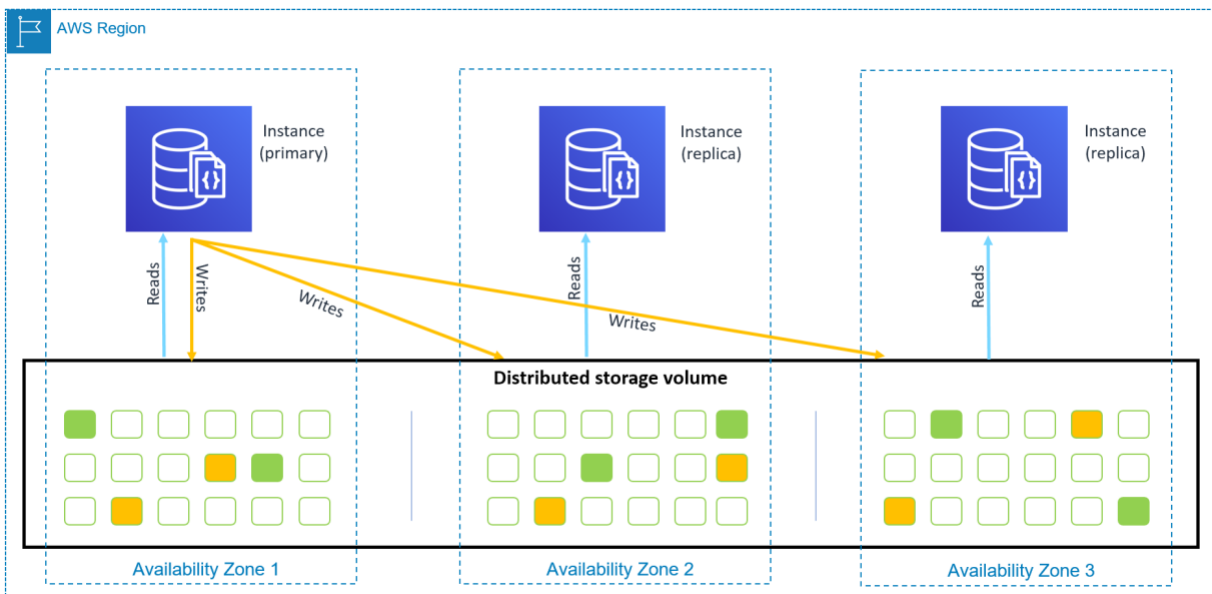 AWS Region
Instance
(primary)
Instance
(replica)
Instance
(replica)
{}
{}
{}
Reads
Writes
Writes
Reads
Writes
Reads
Distributed storage volume
Availability Zone 1
Availability Zone 2
Availability Zone 3